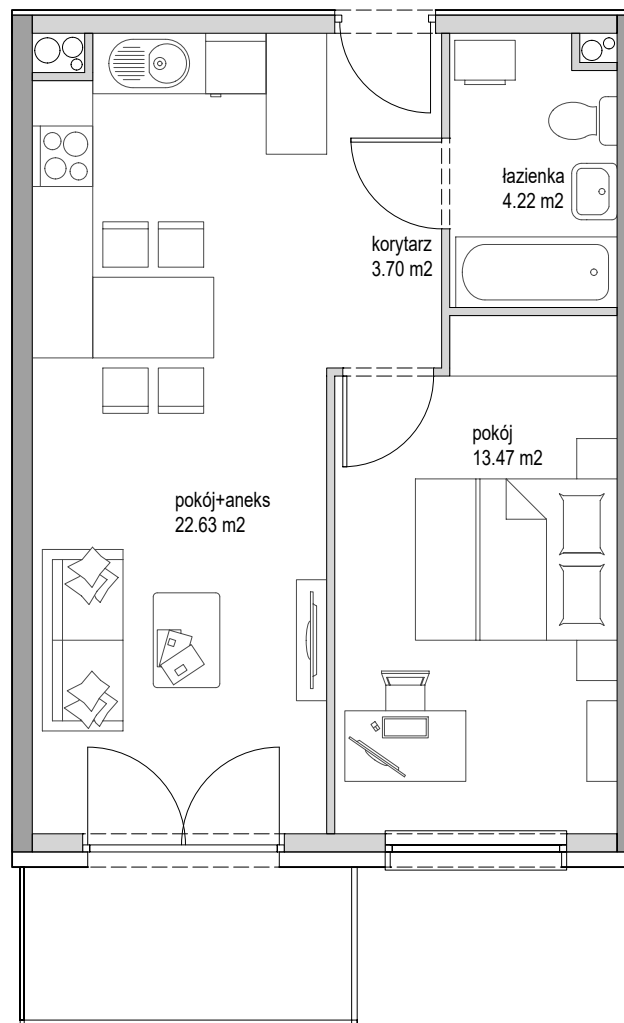 łazienka
4.22 m2
korytarz
3.70 m2
pokój
13.47 m2
pokój+aneks
22.63 m2